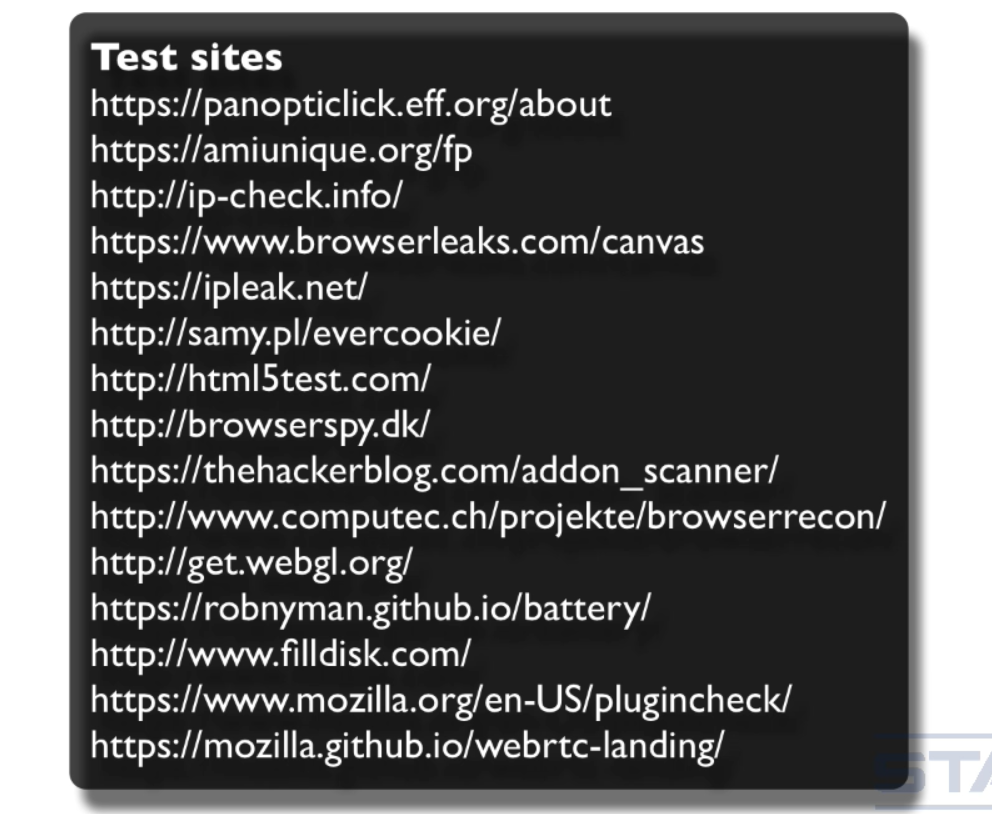 Test sites
https://panopticlick.eff.org/about
https://amiunique.org/fp
http://ip-check.info/
https://www.browserleaks.com/canvas
https://ipleak.net/
http://samy.pl/evercookie/
http://html5test.com/
http://browserspy.dk/
https://thehackerblog.com/addon_scanner/
http://www.computec.ch/projekte/browserrecon/
http://get.webgl.org/
https://robnyman.github.io/battery/
http://www.filldisk.com/
https://www.mozilla.org/en-US/plugincheck/
https://mozilla.github.io/webrtc-landing/